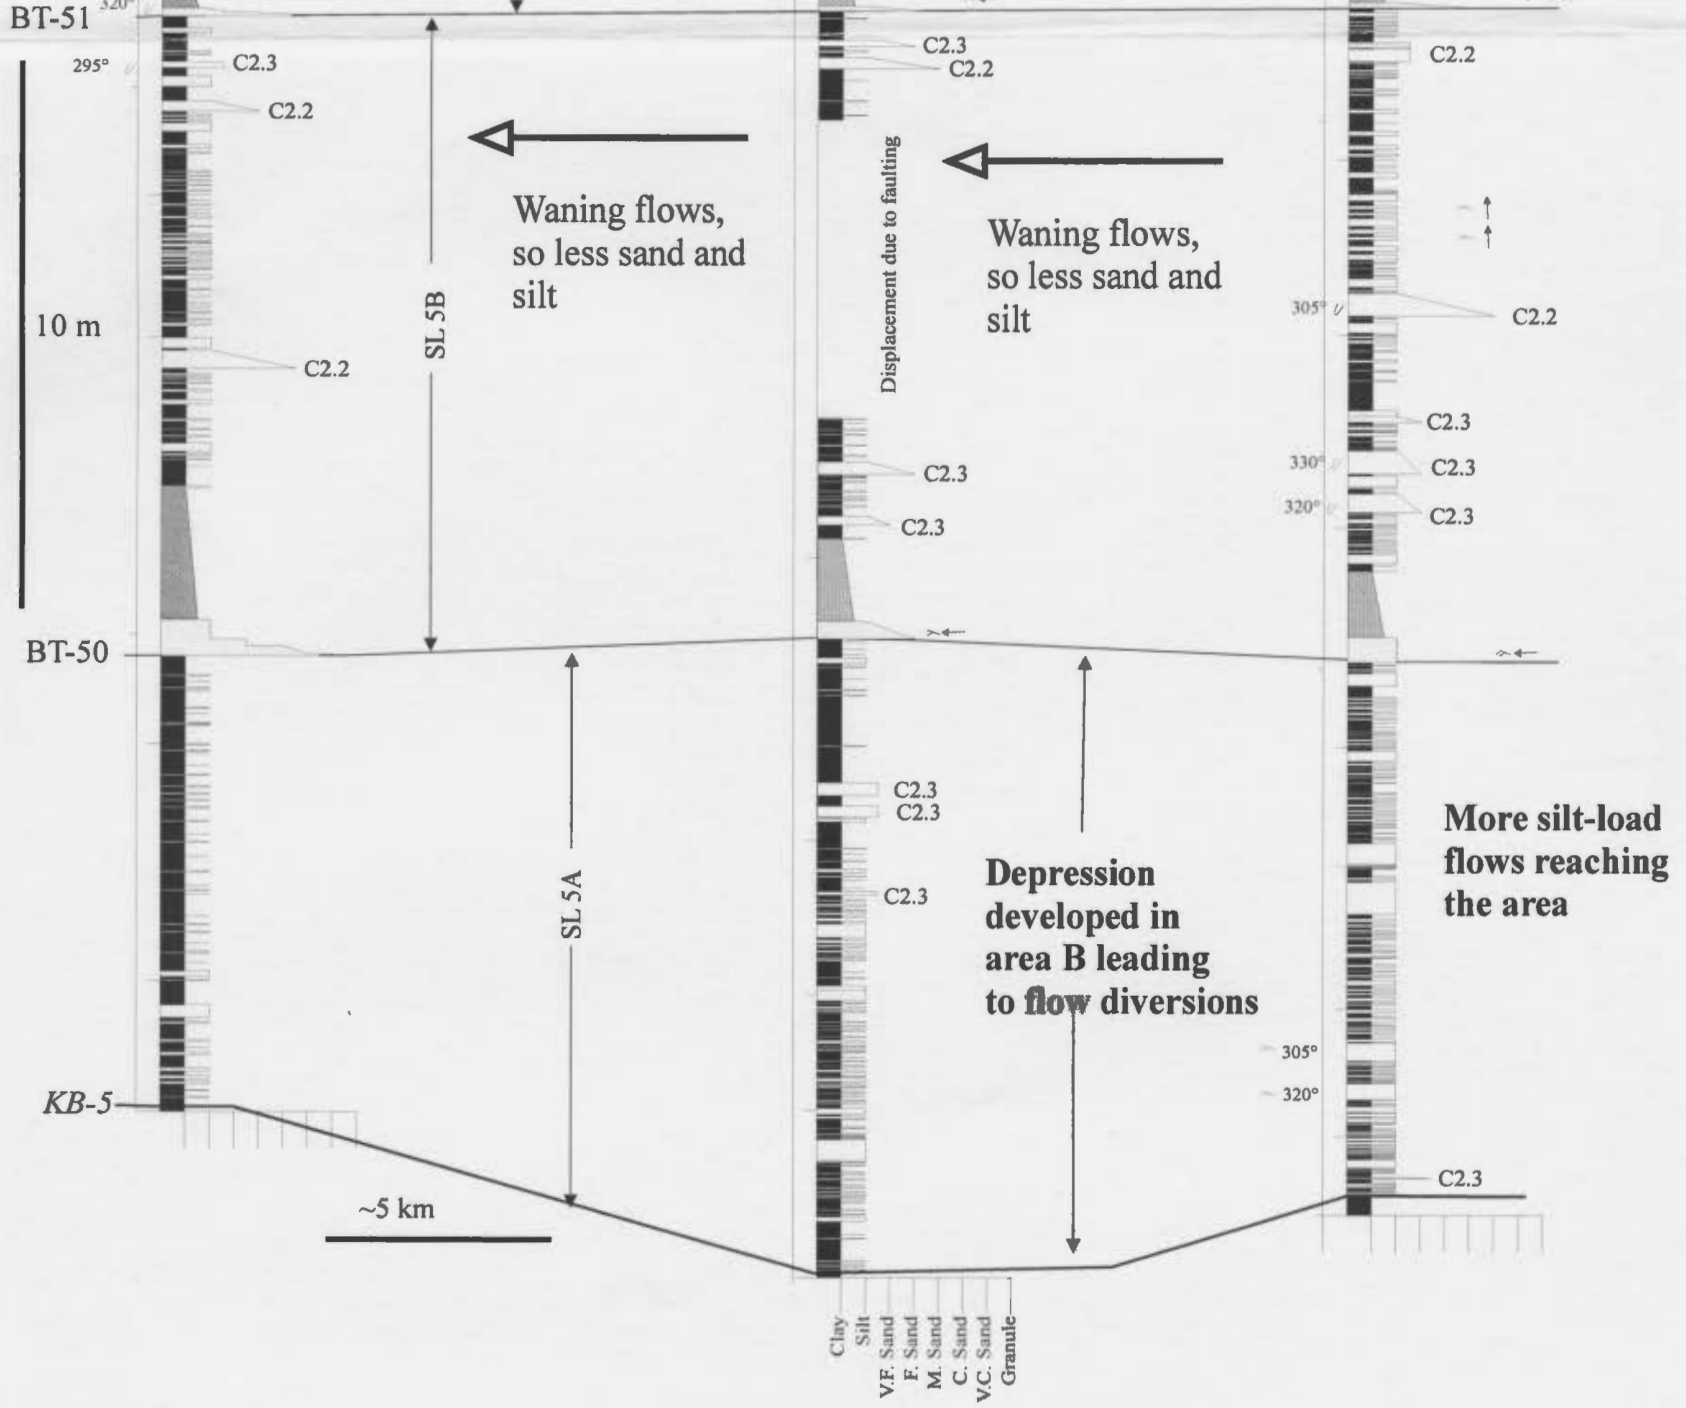 320°
BT-51
295°
C2.3
C2.2
C2.3
C2.2
C2.2
10 m
SL 5B
Waning flows,
so less sand and
silt
Displacement due to faulting
Waning flows,
so less sand and
silt
305°
C2.2
C2.2
C2.3
C2.3
C2.3
330°
320°
C2.3
C2.3
BT-50
C2.3
C2.3
C2.3
SL 5A
Depression
developed in
area B leading
to flow diversions
More silt-load
flows reaching
the area
305°
320°
KB-5
C2.3
~5 km
Clay
Silt
V.F. Sand
F. Sand
M. Sand
C. Sand
V.C. Sand
Granule